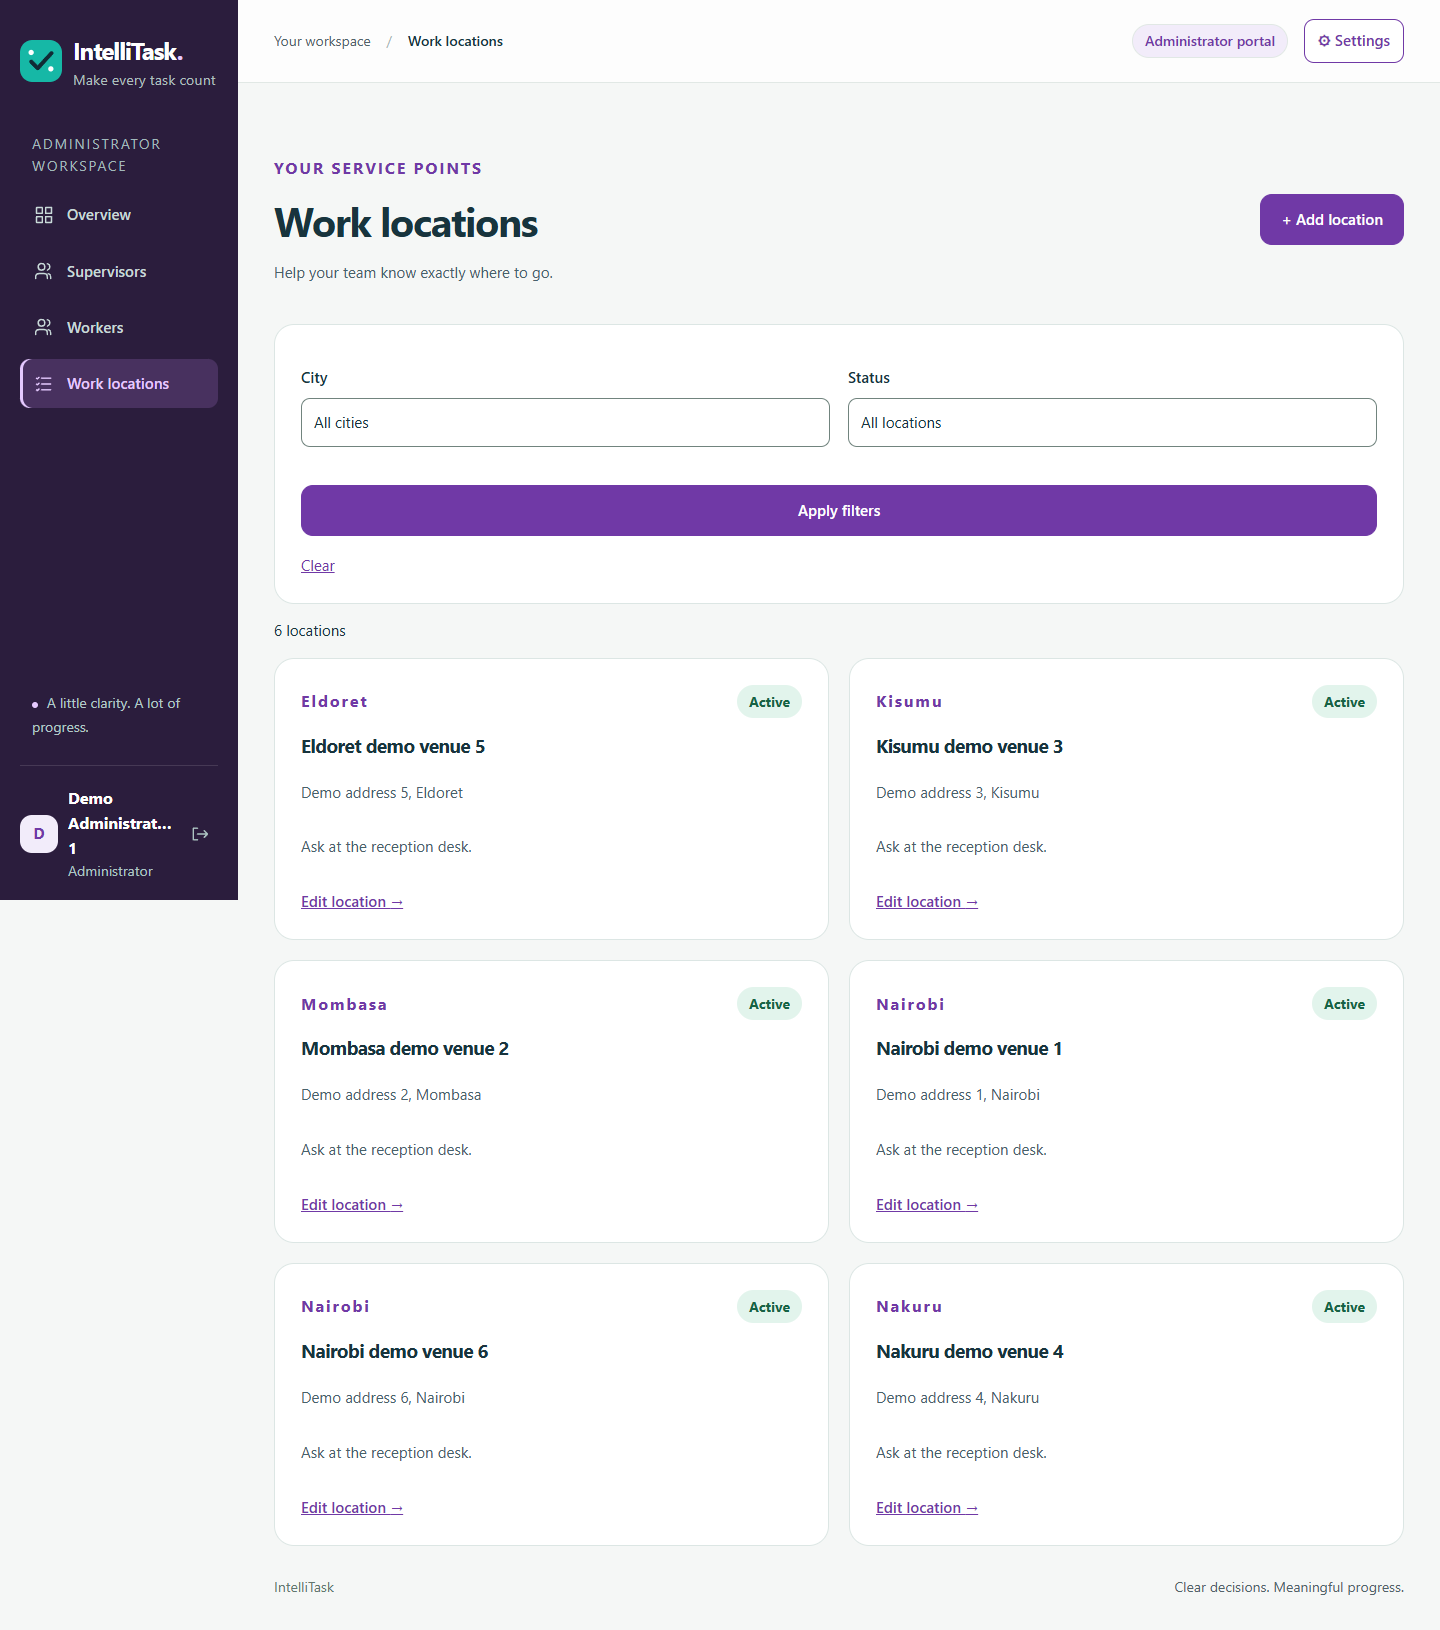 IntelliTask.
Make every task count
ADMINISTRATOR
WORKSPACE
Overview
Supervisors
Workers
Work locations
A little clarity. A lot of
progress.
D
Demo
Administrat...
1
Administrator
Your workspace / Work locations
Administrator portal
⚙ Settings
YOUR SERVICE POINTS
Work locations
+ Add location
Help your team know exactly where to go.
City
All cities
Status
All locations
Apply filters
Clear
6 locations
Eldoret
Active
Eldoret demo venue 5
Demo address 5, Eldoret
Ask at the reception desk.
Edit location →
Kisumu
Active
Kisumu demo venue 3
Demo address 3, Kisumu
Ask at the reception desk.
Edit location →
Mombasa
Active
Mombasa demo venue 2
Demo address 2, Mombasa
Ask at the reception desk.
Edit location →
Nairobi
Active
Nairobi demo venue 1
Demo address 1, Nairobi
Ask at the reception desk.
Edit location →
Nairobi
Active
Nairobi demo venue 6
Demo address 6, Nairobi
Ask at the reception desk.
Edit location →
Nakuru
Active
Nakuru demo venue 4
Demo address 4, Nakuru
Ask at the reception desk.
Edit location →
IntelliTask
Clear decisions. Meaningful progress.